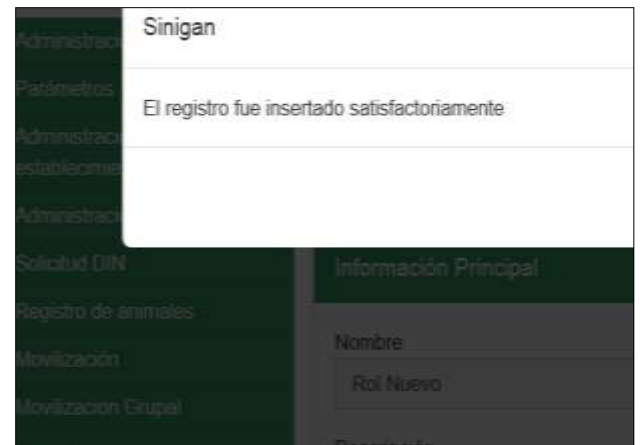 Sinigan
El registro fue insertado satisfactoriamente
Parámetros
Solicitud DIN
Registro de animales
Movilización
Movilizacion Grupal
Información Principal
Nombre
Rol Nuevo